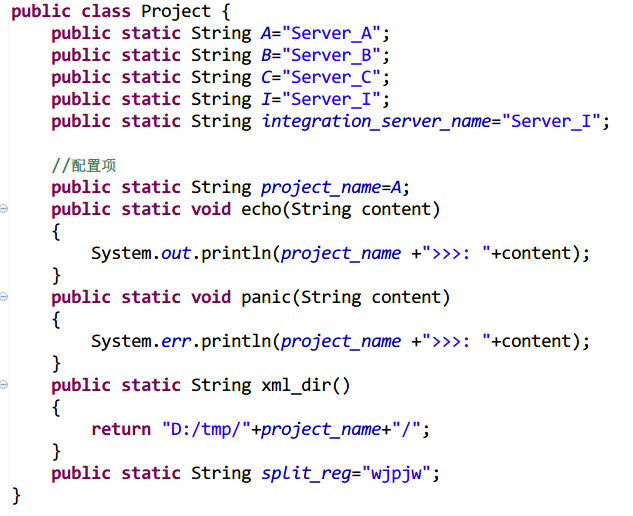 public class Project {
    public static String A="Server_A";
    public static String B="Server_B";
    public static String C="Server_C";
    public static String I="Server_I";
    public static String integration_server_name="Server_I";

    //配置项
    public static String project_name=A;
    public static void echo(String content)
    {
        System.out.println(project_name +">>>: "+content);
    }
    public static void panic(String content)
    {
        System.err.println(project_name +">>>: "+content);
    }
    public static String xml_dir()
    {
        return "D:/tmp/"+project_name+"/";
    }
    public static String split_reg="wjpjw";
}